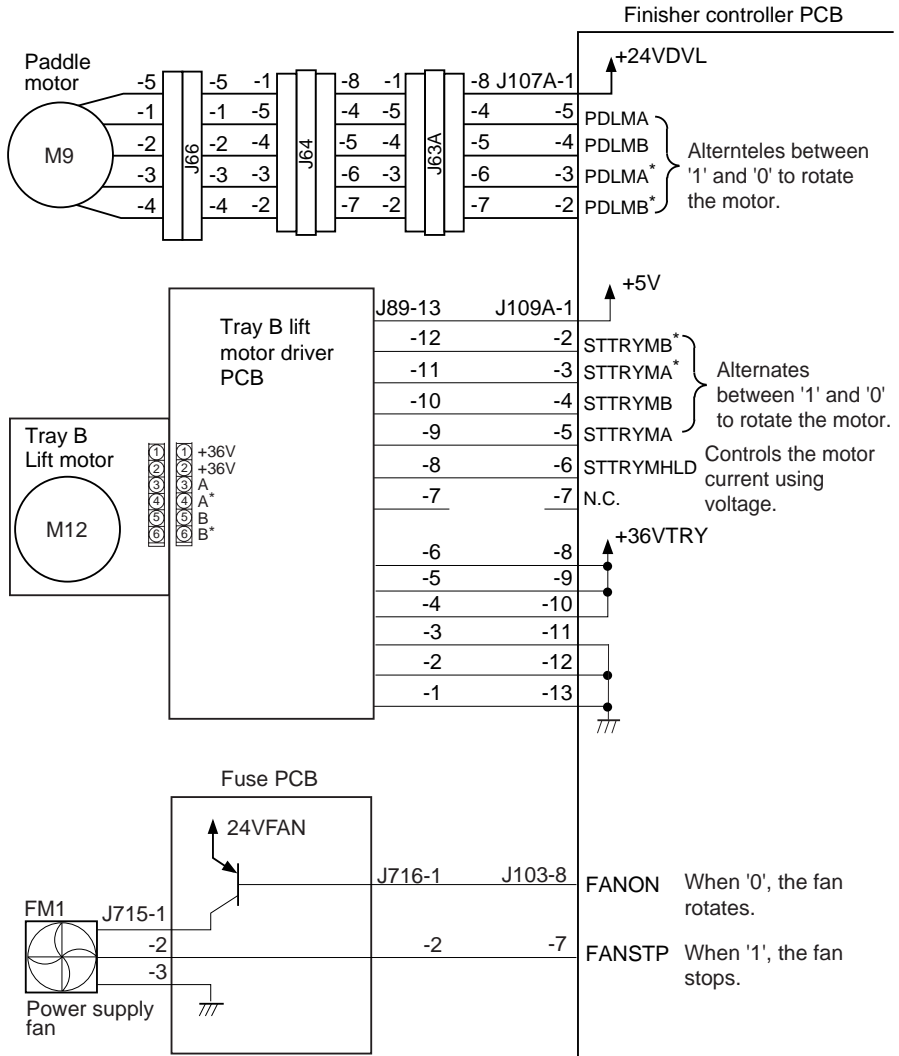 Finisher controller PCB
+24VDVL
Paddle
motor
M9
-5 -5 -1 -8 -1 -8 J107A-1
-1 -1 -5 -4 -5 -4 -5 PDLMA
-2 -2 -4 -5 -4 -5 -4 PDLMB
-3 -3 -3 -6 -3 -6 -3 PDLMA*
-4 -4 -2 -7 -2 -7 -2 PDLMB*
J66
J64
J63A
Alternteles between
'1' and '0' to rotate
the motor.
+5V
Tray B lift
motor driver
PCB
J89-13 J109A-1
-12 -2 STTRYMB*
-11 -3 STTRYMA*
-10 -4 STTRYMB
-9 -5 STTRYMA
-8 -6 STTRYMHLD
-7 -7 N.C.
Alternates
between '1' and '0'
to rotate the motor.
Controls the motor
current using
voltage.
Tray B
Lift motor
M12
1 1 +36V
2 2 +36V
3 3 A
4 4 A*
5 5 B
6 6 B*
+36VTRY
-6 -8
-5 -9
-4 -10
-3 -11
-2 -12
-1 -13
Fuse PCB
24VFAN
J716-1 J103-8 FANON
When '0', the fan
rotates.
FM1
J715-1
-2 -2 -7 FANSTP
When '1', the fan
stops.
-3
Power supply
fan